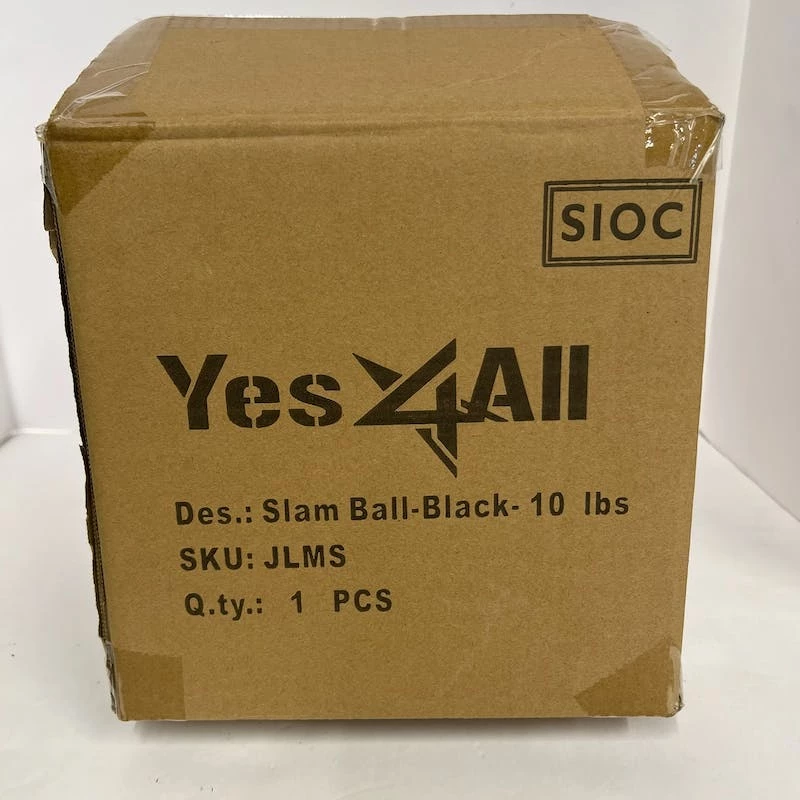 SIOC
Yes4All
Des.: Slam Ball-Black- 10 lbs
SKU: JLMS
Q.ty.: 1 PCS